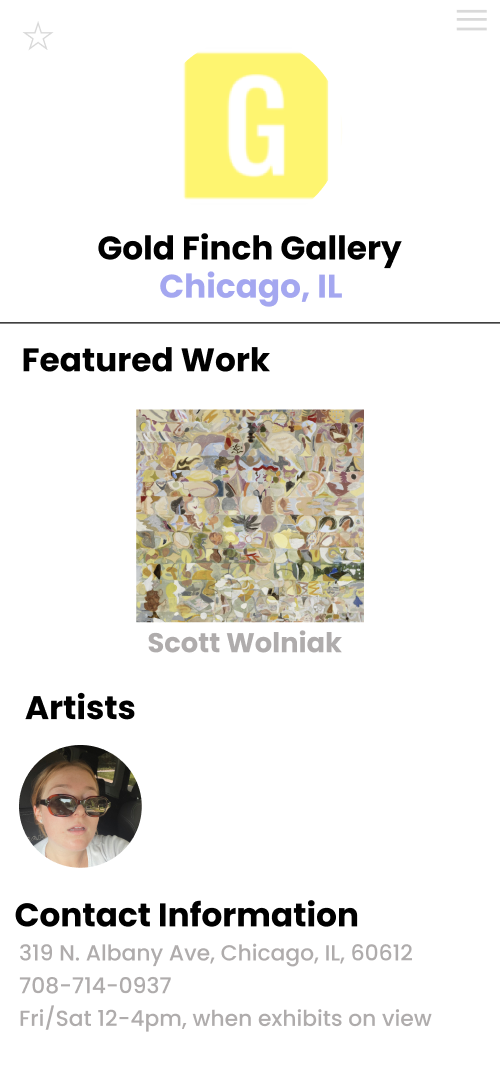 G
Gold Finch Gallery
Chicago, IL
Featured Work
Scott Wolniak
Artists
Contact Information
319 N. Albany Ave, Chicago, IL, 60612
708-714-0937
Fri/Sat 12-4pm, when exhibits on view